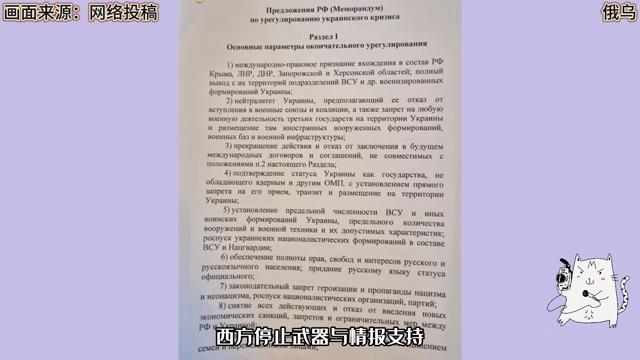 画面来源：网络投稿
俄乌
Предложения РФ (Меморандум)
по урегулированию украинского кризиса
Раздел I
Основные параметры окончательного урегулирования
1) международно-правовое признание вхождения в состав РФ
Крыма, ЛНР, ДНР, Запорожской и Херсонской областей; полный
вывод с их территорий подразделений ВСУ и др. военизированных
формирований Украины;
2) нейтралитет Украины, предполагающий ее отказ от
вступления в военные союзы и коалиции, а также запрет на любую
военную деятельность третьих государств на территории Украины
и размещение там иностранных вооруженных формирований,
военных баз и военной инфраструктуры;
3) прекращение действия и отказ от заключения в будущем
международных договоров и соглашений, не совместимых с
положениями п.2 настоящего Раздела;
4) подтверждение статуса Украины как государства, не
обладающего ядерным и другим ОМП, с установлением прямого
запрета на его прием, транзит и размещение на территории
Украины;
5) установление предельной численности ВСУ и иных
воинских формирований Украины, предельного количества
вооружений и военной техники и их допустимых характеристик;
роспуск украинских националистических формирований в составе
ВСУ и Нацгвардии;
6) обеспечение полноты прав, свобод и интересов русского и
русскоязычного населения; придание русскому языку статуса
официального;
7) законодательный запрет героизации и пропаганды нацизма
и неонацизма, роспуск националистических организаций, партий;
8) снятие всех действующих и отказ от введения новых
экономических санкций, запретов и ограничительных мер между
РФ и Украиной;
西方停止武器与情报支持